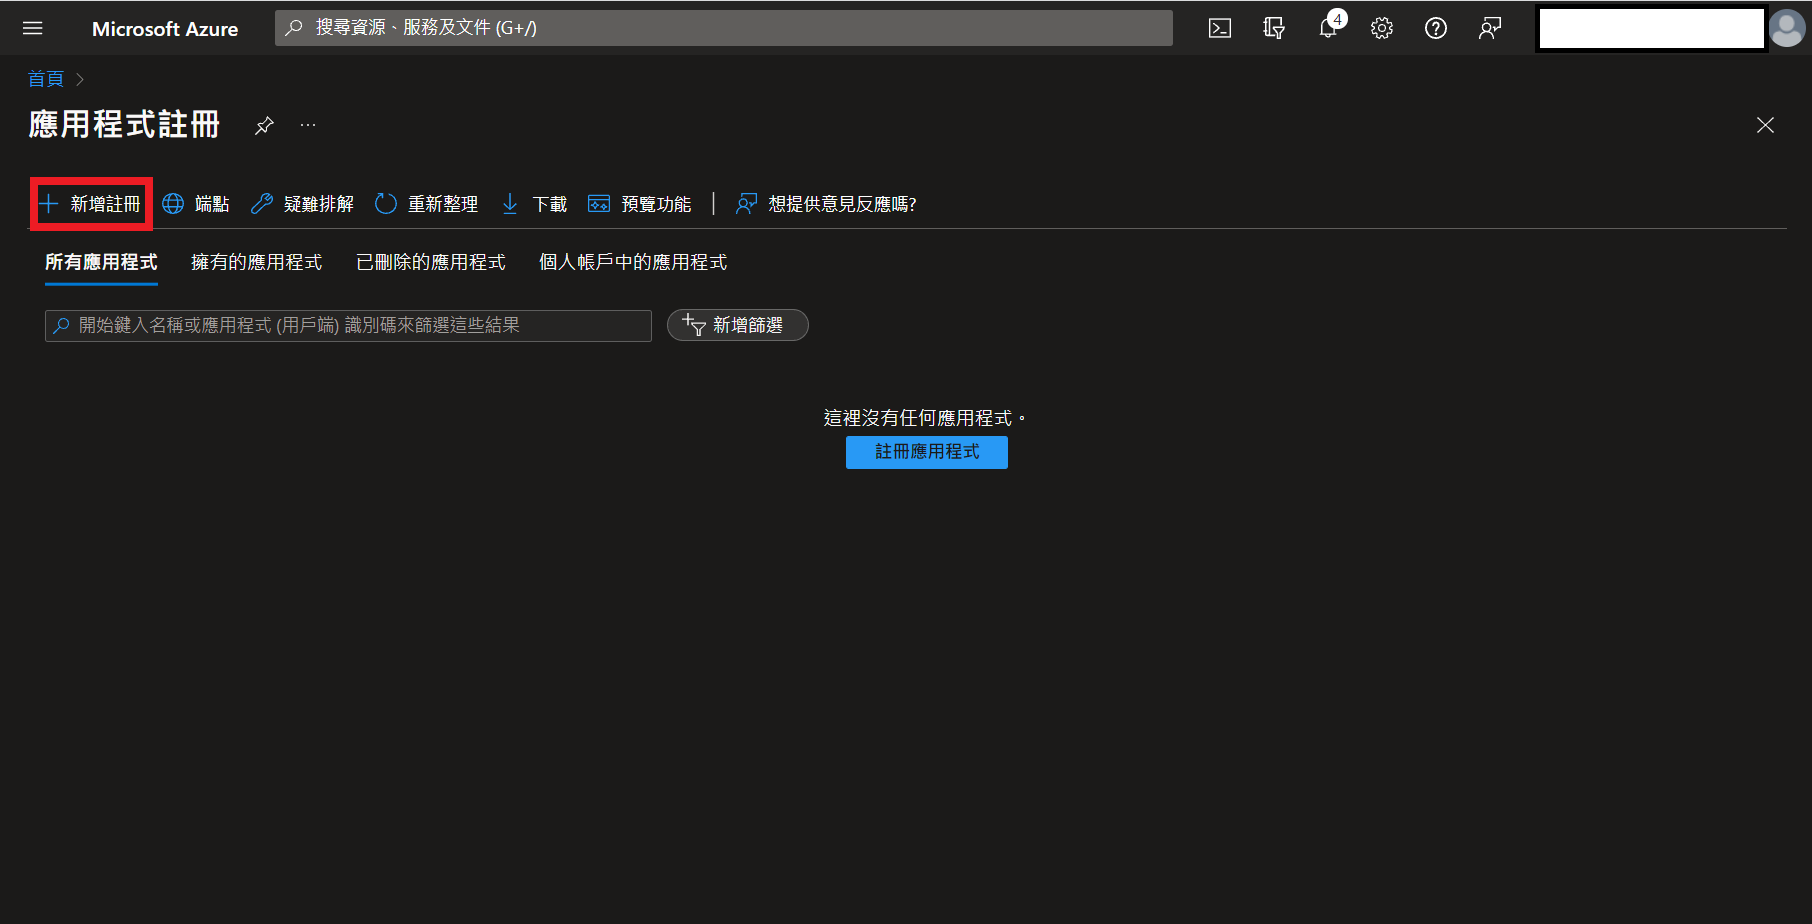 Microsoft Azure 搜尋資源、服務及文件 (G+/) 4
首頁
應用程式註冊
新增註冊 端點 疑難排解 重新整理 下載 預覽功能 想提供意見反應嗎?
所有應用程式 擁有的應用程式 已刪除的應用程式 個人帳戶中的應用程式
開始鍵入名稱或應用程式 (用戶端) 識別碼來篩選這些結果 新增篩選
這裡沒有任何應用程式。
註冊應用程式